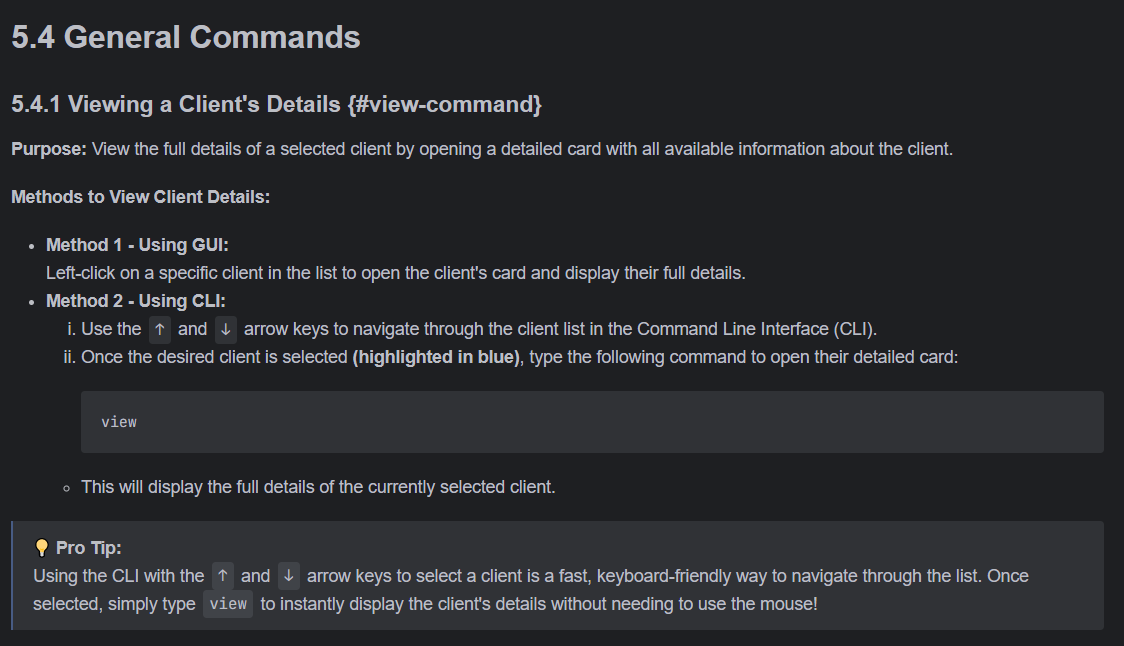 5.4 General Commands
5.4.1 Viewing a Client's Details {#view-command}
Purpose: View the full details of a selected client by opening a detailed card with all available information about the client.
Methods to View Client Details:
• Method 1 - Using GUI:
Left-click on a specific client in the list to open the client's card and display their full details.
• Method 2 - Using CLI:
i. Use the ↑ and ↓ arrow keys to navigate through the client list in the Command Line Interface (CLI).
ii. Once the desired client is selected (highlighted in blue), type the following command to open their detailed card:
view
◦ This will display the full details of the currently selected client.
💡 Pro Tip:
Using the CLI with the ↑ and ↓ arrow keys to select a client is a fast, keyboard-friendly way to navigate through the list. Once
selected, simply type view to instantly display the client's details without needing to use the mouse!